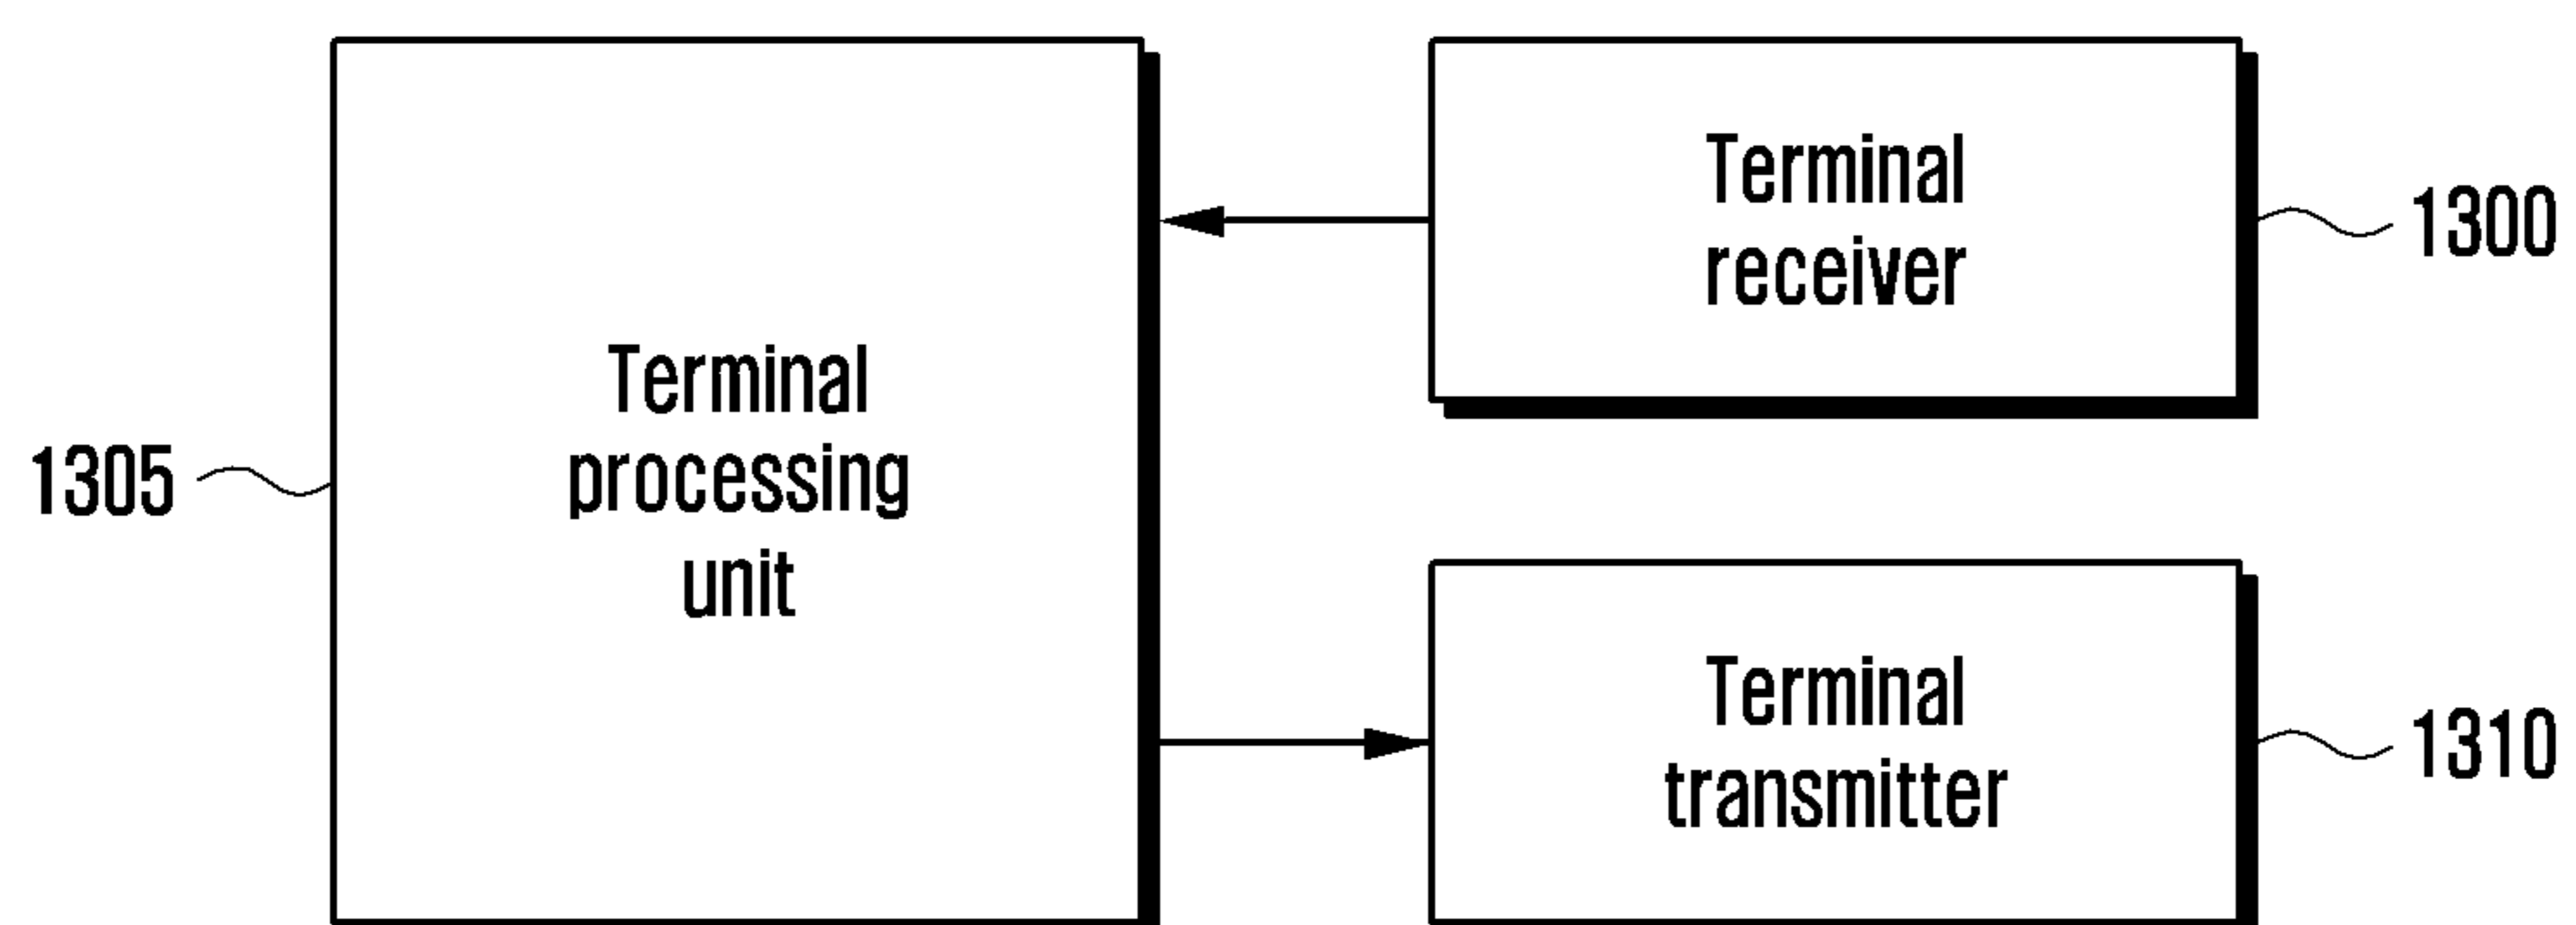 Terminal
receiver
1300
Terminal
processing
unit
1305
Terminal
transmitter
1310